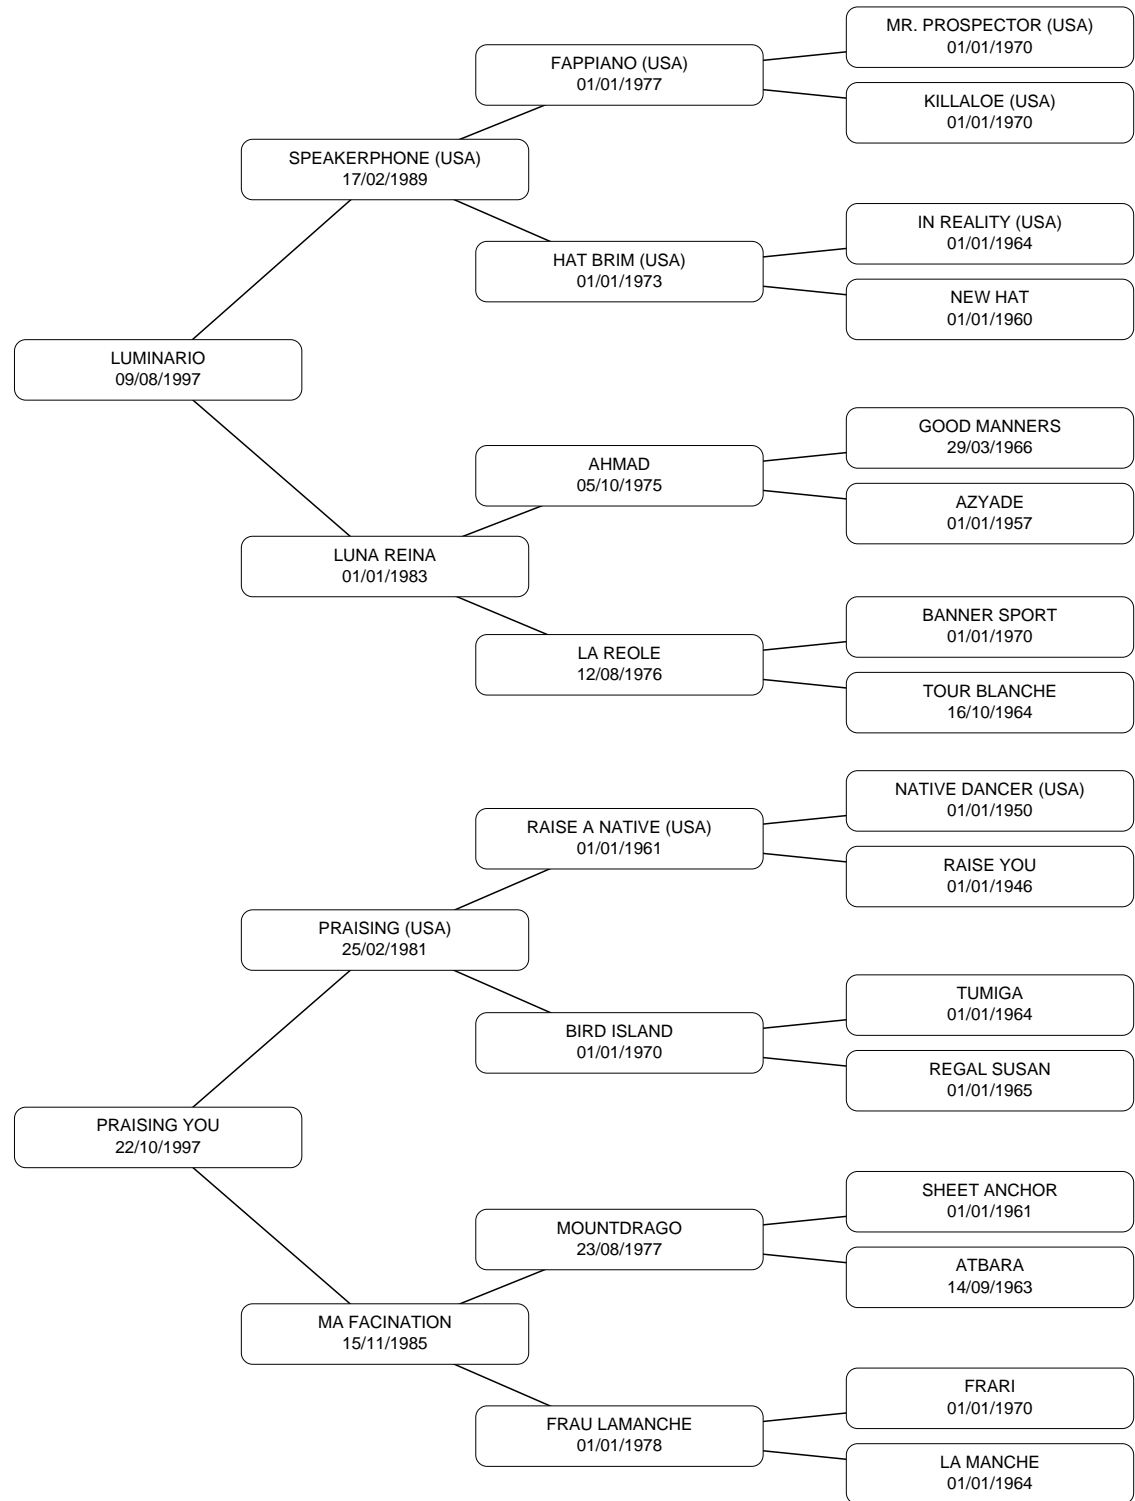 MR. PROSPECTOR (USA)
01/01/1970
FAPPIANO (USA)
01/01/1977
KILLALOE (USA)
01/01/1970
SPEAKERPHONE (USA)
17/02/1989
IN REALITY (USA)
01/01/1964
HAT BRIM (USA)
01/01/1973
NEW HAT
01/01/1960
LUMINARIO
09/08/1997
GOOD MANNERS
29/03/1966
AHMAD
05/10/1975
AZYADE
01/01/1957
LUNA REINA
01/01/1983
BANNER SPORT
01/01/1970
LA REOLE
12/08/1976
TOUR BLANCHE
16/10/1964
NATIVE DANCER (USA)
01/01/1950
RAISE A NATIVE (USA)
01/01/1961
RAISE YOU
01/01/1946
PRAISING (USA)
25/02/1981
TUMIGA
01/01/1964
BIRD ISLAND
01/01/1970
REGAL SUSAN
01/01/1965
PRAISING YOU
22/10/1997
SHEET ANCHOR
01/01/1961
MOUNTDRAGO
23/08/1977
ATBARA
14/09/1963
MA FACINATION
15/11/1985
FRARI
01/01/1970
FRAU LAMANCHE
01/01/1978
LA MANCHE
01/01/1964